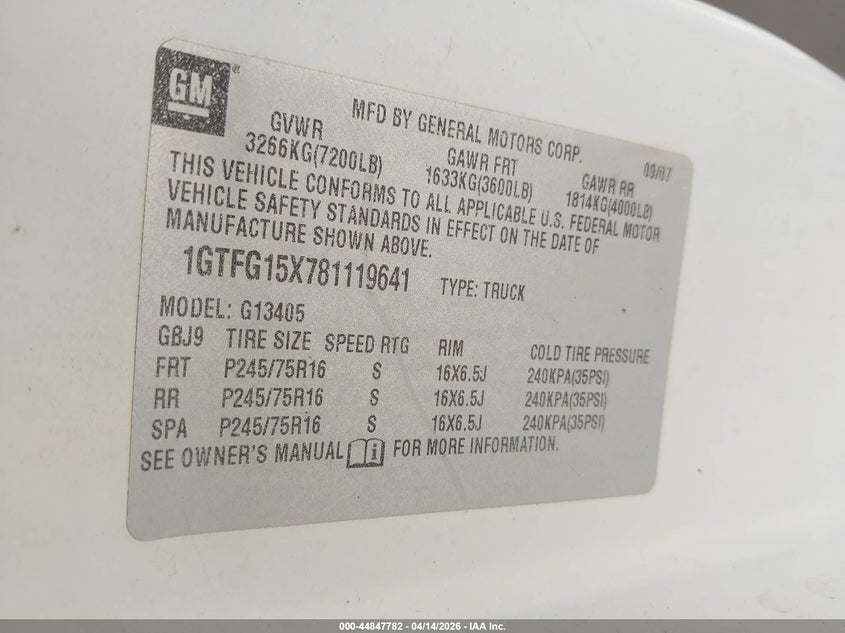 GM
MFD BY GENERAL MOTORS CORP. 09/07
GVWR GAWR FRT GAWR RR
3266KG(7200LB) 1633KG(3600LB) 1814KG(4000LB)
THIS VEHICLE CONFORMS TO ALL APPLICABLE U.S. FEDERAL MOTOR
VEHICLE SAFETY STANDARDS IN EFFECT ON THE DATE OF
MANUFACTURE SHOWN ABOVE.
1GTFG15X781119641 TYPE: TRUCK
MODEL: G13405
GBJ9 TIRE SIZE SPEED RTG RIM COLD TIRE PRESSURE
FRT P245/75R16 S 16X6.5J 240KPA(35PSI)
RR P245/75R16 S 16X6.5J 240KPA(35PSI)
SPA P245/75R16 S 16X6.5J 240KPA(35PSI)
SEE OWNER'S MANUAL i FOR MORE INFORMATION.
000-44847782 - 04/14/2026 - IAA Inc.